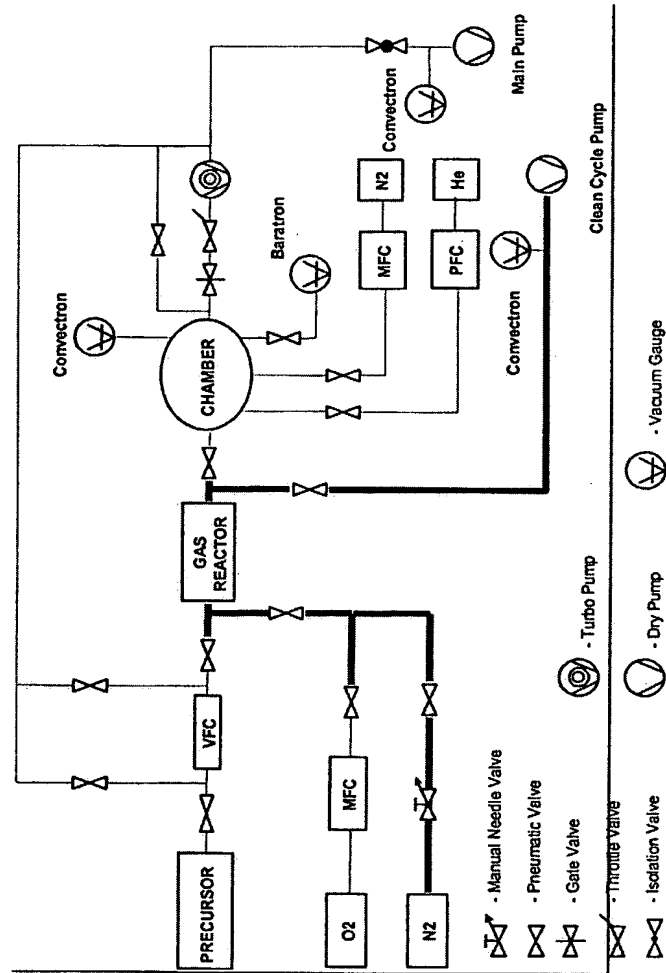 Convectron
Baratron
Convectron
Main Pump
CHAMBER
N2
MFC
He
PFC
Convectron
Clean Cycle Pump
GAS
REACTOR
VFC
PRECURSOR
MFC
O2
N2
- Manual Needle Valve
- Pneumatic Valve
- Gate Valve
- Throttle Valve
- Isolation Valve
- Turbo Pump
- Dry Pump
- Vacuum Gauge